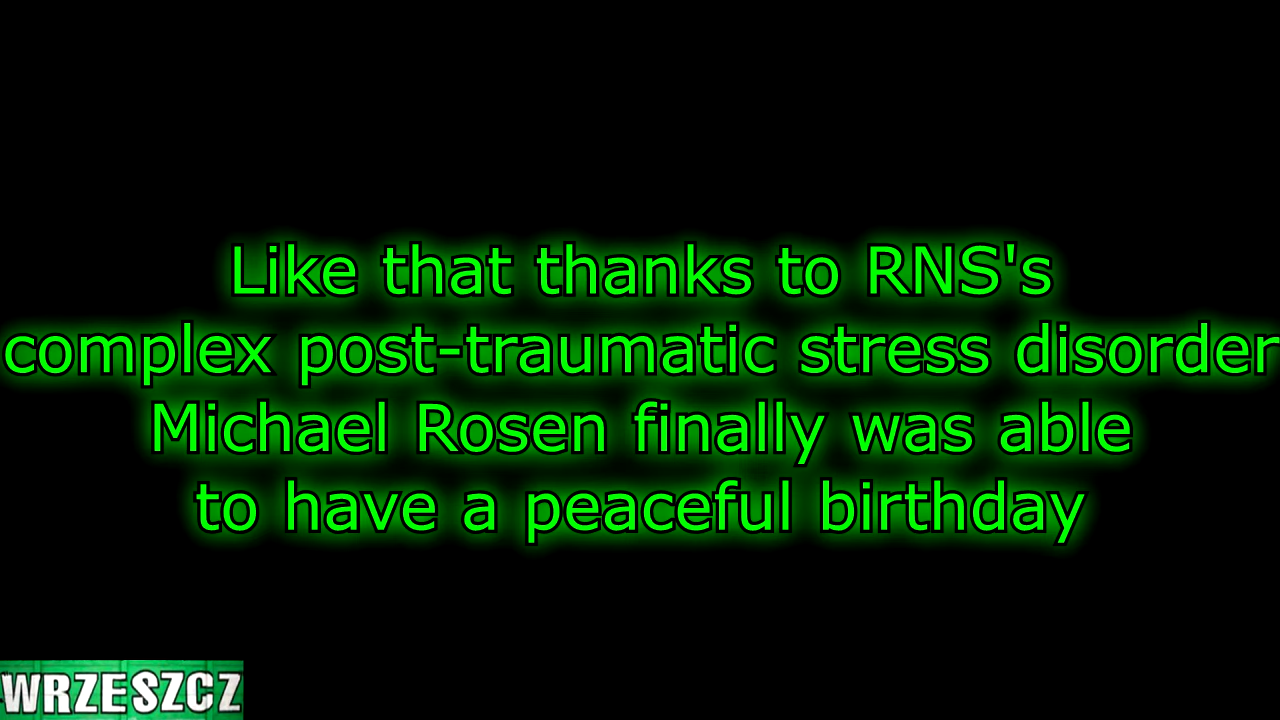 Like that thanks to RNS's
complex post-traumatic stress disorder
Michael Rosen finally was able
to have a peaceful birthday
WRZESZCZ